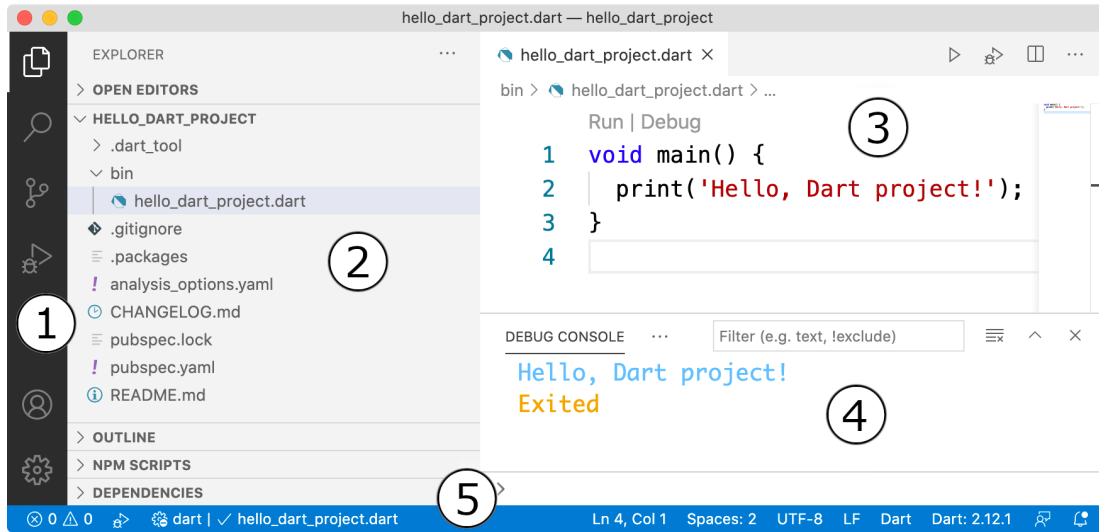 hello_dart_project.dart — hello_dart_project
EXPLORER
OPEN EDITORS
HELLO_DART_PROJECT
.dart_tool
bin
hello_dart_project.dart
.gitignore
.packages
analysis_options.yaml
CHANGELOG.md
pubspec.lock
pubspec.yaml
README.md
OUTLINE
NPM SCRIPTS
DEPENDENCIES
1
2
hello_dart_project.dart
bin > hello_dart_project.dart > ...
Run | Debug
1 void main() {
2 print('Hello, Dart project!');
3 }
4
3
DEBUG CONSOLE
Filter (e.g. text, !exclude)
Hello, Dart project!
Exited
4
>
5
0 0 dart | ✓ hello_dart_project.dart Ln 4, Col 1 Spaces: 2 UTF-8 LF Dart Dart: 2.12.1